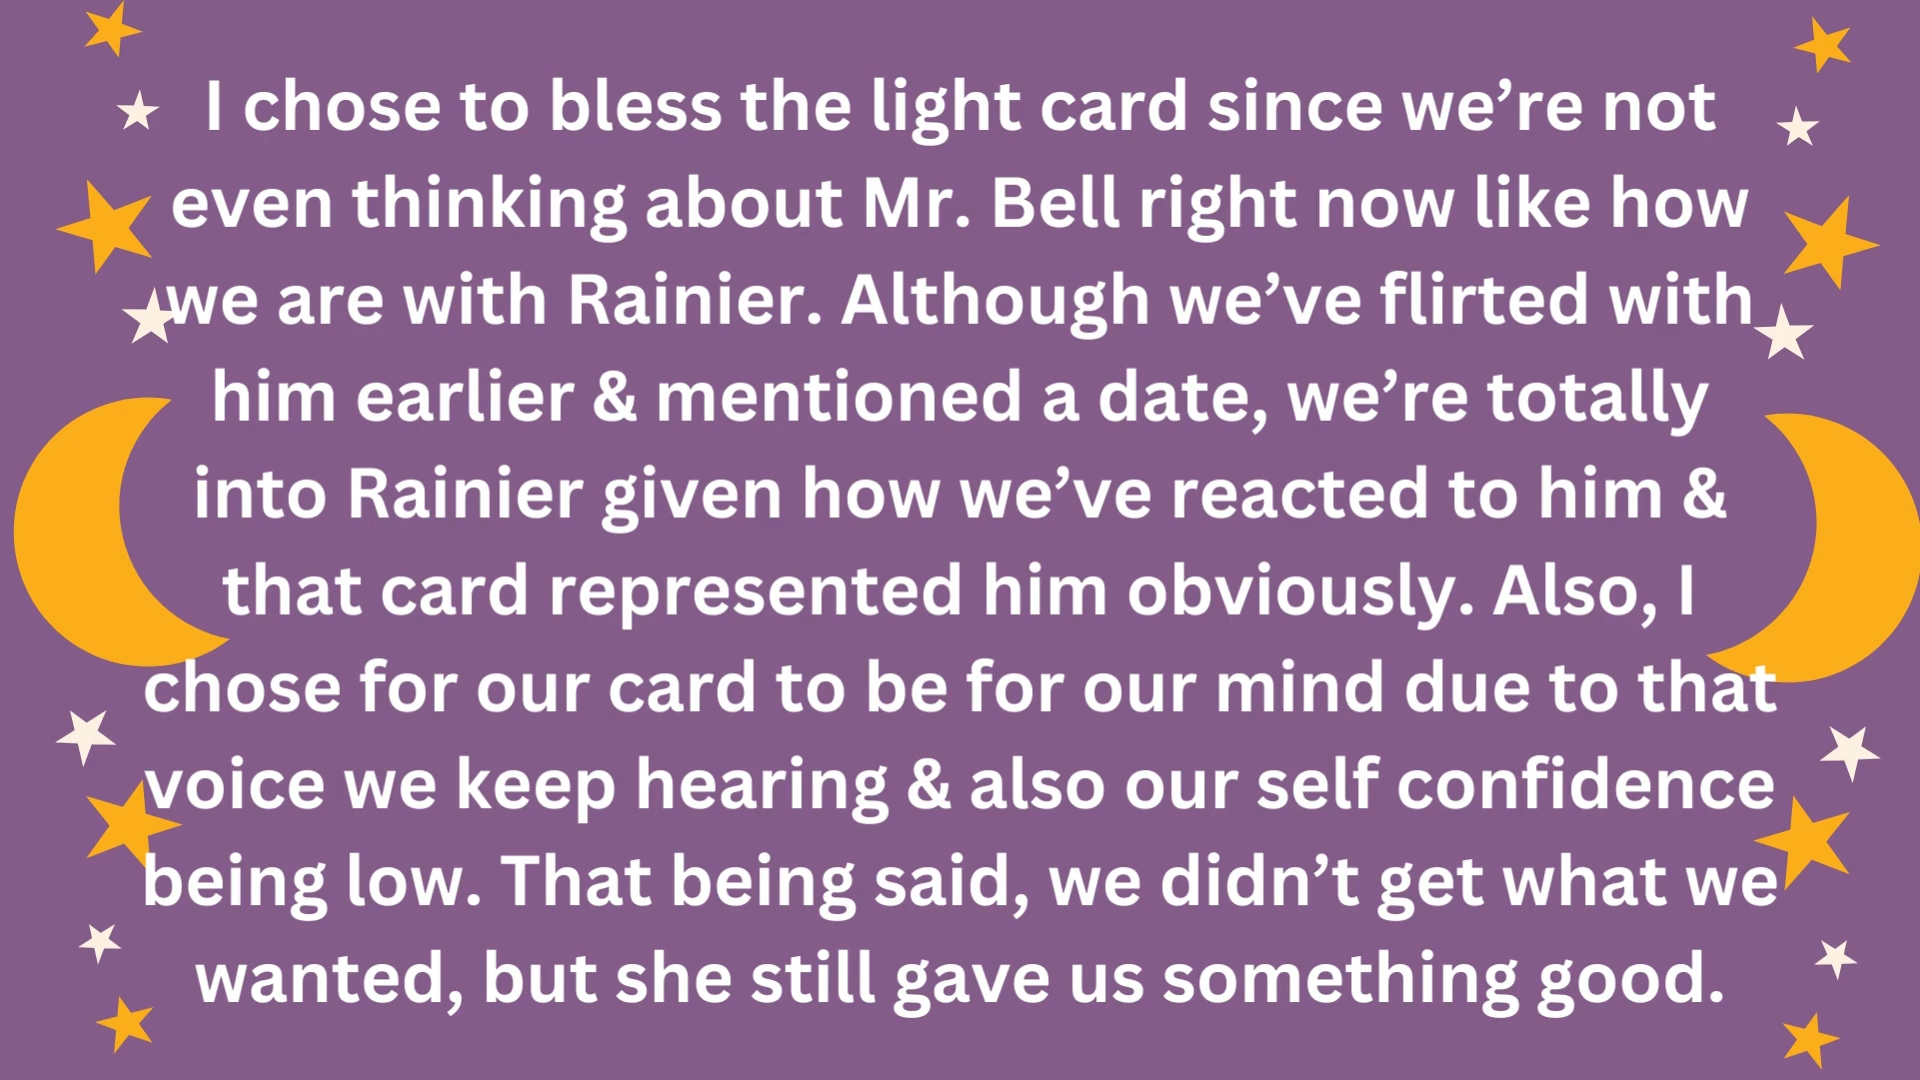 I chose to bless the light card since we’re not
even thinking about Mr. Bell right now like how
we are with Rainier. Although we’ve flirted with
him earlier & mentioned a date, we’re totally
into Rainier given how we’ve reacted to him &
that card represented him obviously. Also, I
chose for our card to be for our mind due to that
voice we keep hearing & also our self confidence
being low. That being said, we didn’t get what we
wanted, but she still gave us something good.